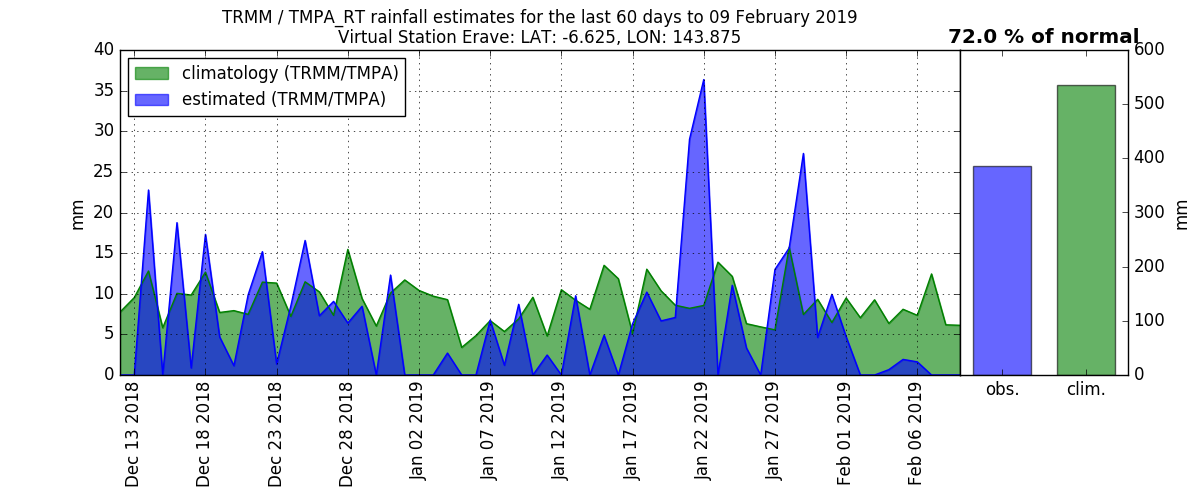 TRMM / TMPA_RT rainfall estimates for the last 60 days to 09 February 2019
Virtual Station Erave: LAT: -6.625, LON: 143.875
72.0 % of normal
climatology (TRMM/TMPA)
estimated (TRMM/TMPA)
mm
40
35
30
25
20
15
10
5
0
Dec 13 2018
Dec 18 2018
Dec 23 2018
Dec 28 2018
Jan 02 2019
Jan 07 2019
Jan 12 2019
Jan 17 2019
Jan 22 2019
Jan 27 2019
Feb 01 2019
Feb 06 2019
600
500
400
300
200
100
0
mm
obs.
clim.